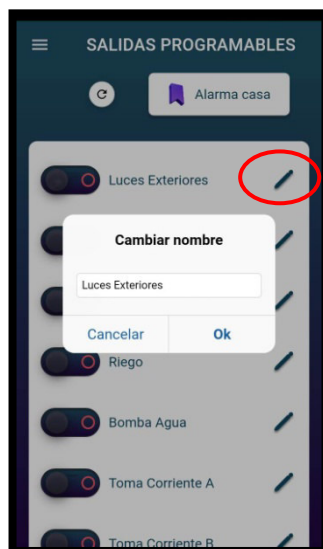 SALIDAS PROGRAMABLES
Alarma casa
Luces Exteriores
Cambiar nombre
Luces Exteriores
Cancelar Ok
Riego
Bomba Agua
Toma Corriente A
Toma Corriente B